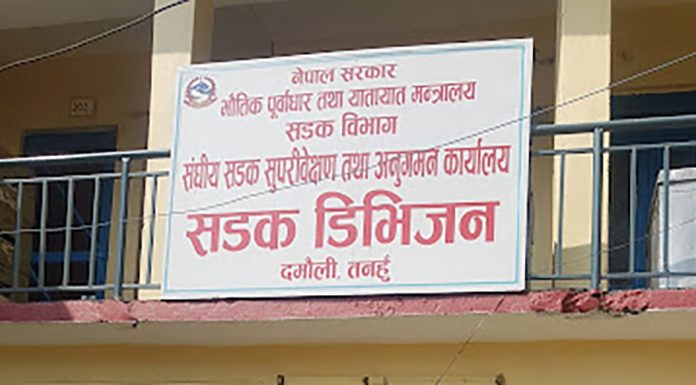 नेपाल सरकार
भौतिक पूर्वाधार तथा यातायात मन्त्रालय
सडक विभाग
संघीय सडक सुपरीवेक्षण तथा अनुगमन कार्यालय
सडक डिभिजन
दमौली, तनहुँ